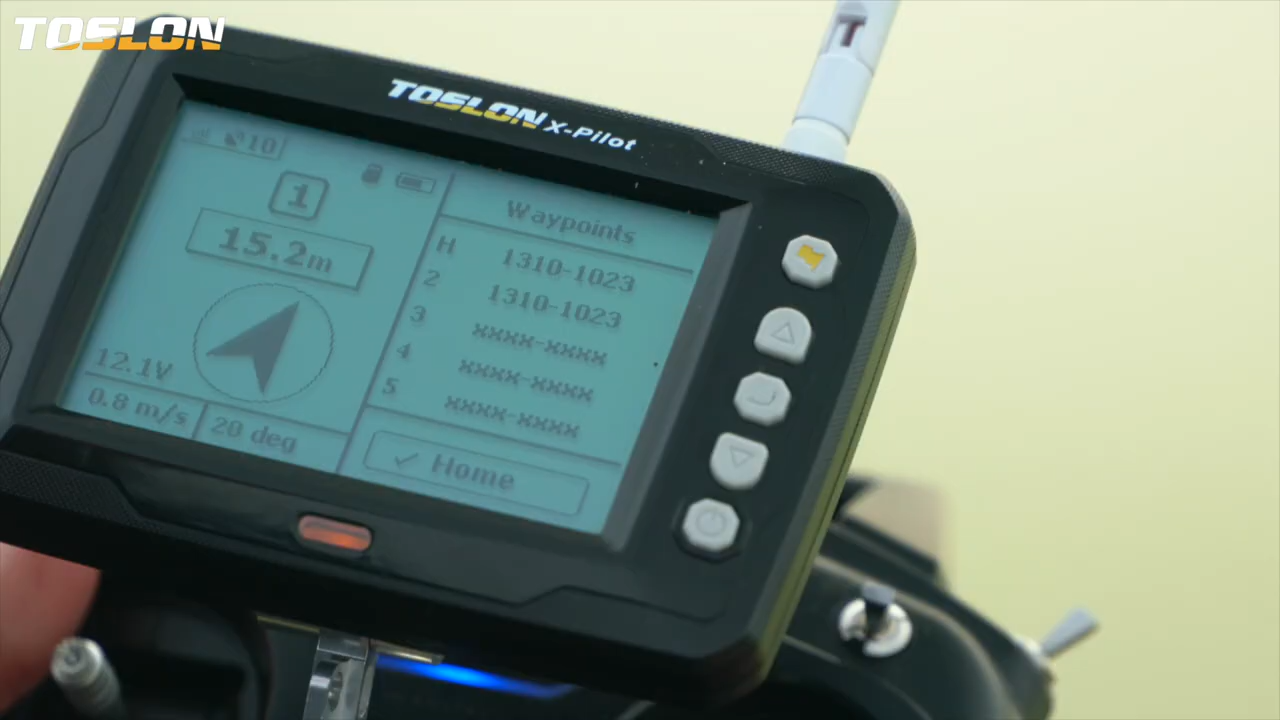 TOSLON
TOSLON X-Pilot
T
10
1
15.2m
12.1V
0.8 m/s
20 deg
Waypoints
H 1310-1023
2 1310-1023
3 xxxx-xxxx
4 xxxx-xxxx
5 xxxx-xxxx
Home